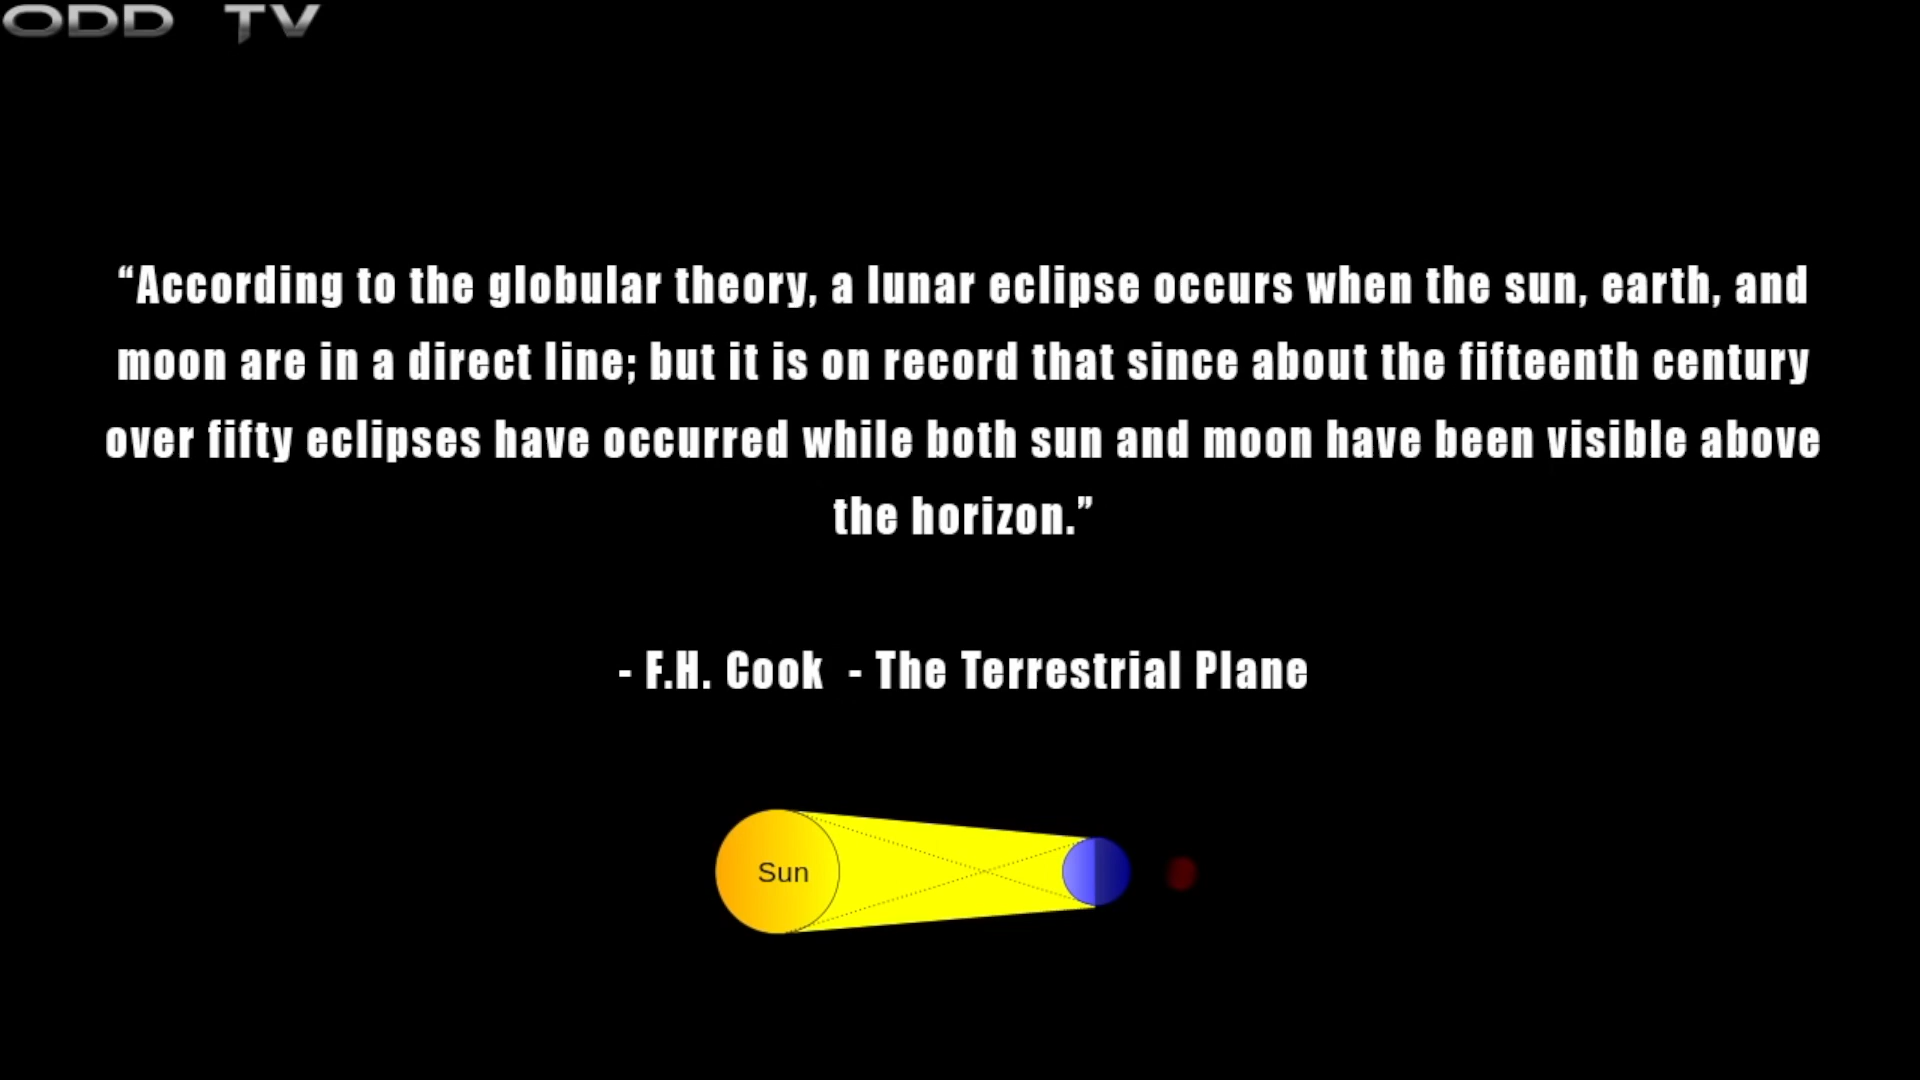 ODD TV
“According to the globular theory, a lunar eclipse occurs when the sun, earth, and
moon are in a direct line; but it is on record that since about the fifteenth century
over fifty eclipses have occurred while both sun and moon have been visible above
the horizon.”
- F.H. Cook - The Terrestrial Plane
Sun